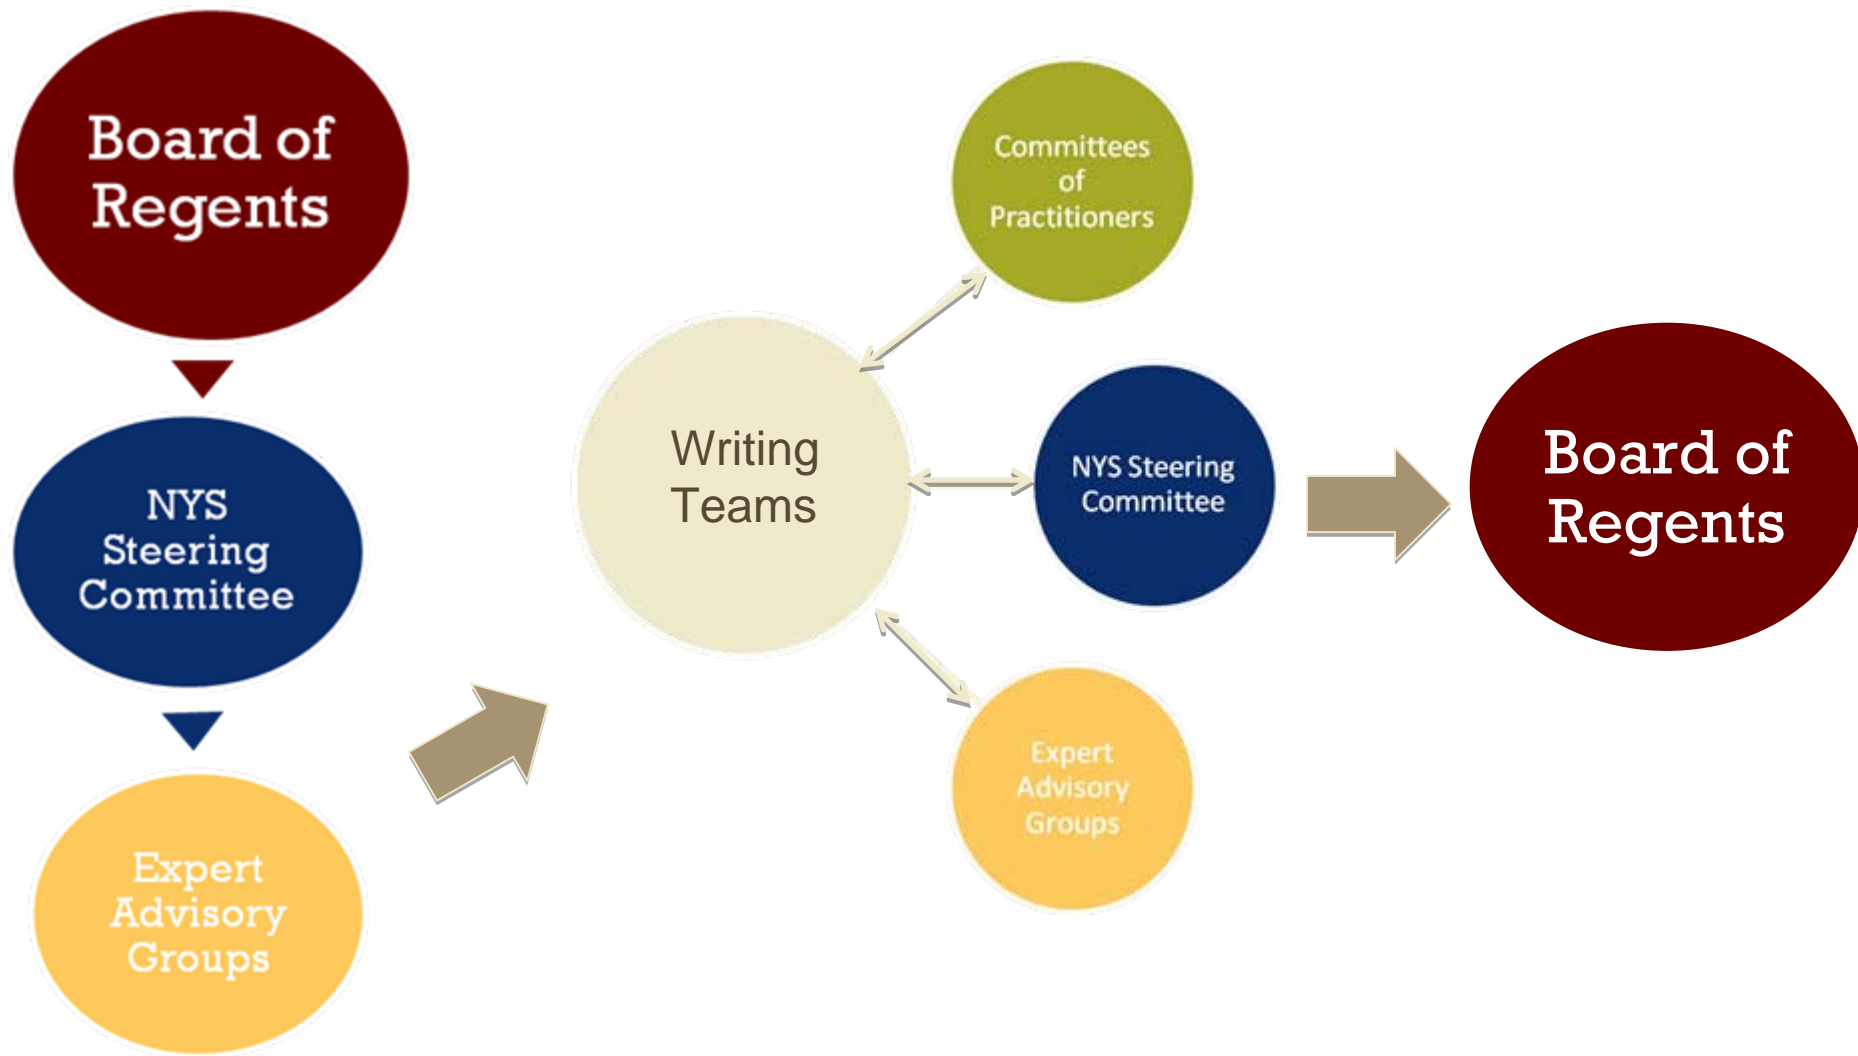 Board of
Regents
NYS
Steering
Committee
Expert
Advisory
Groups
Writing
Teams
Committees
of
Practitioners
NYS Steering
Committee
Expert
Advisory
Groups
Board of
Regents